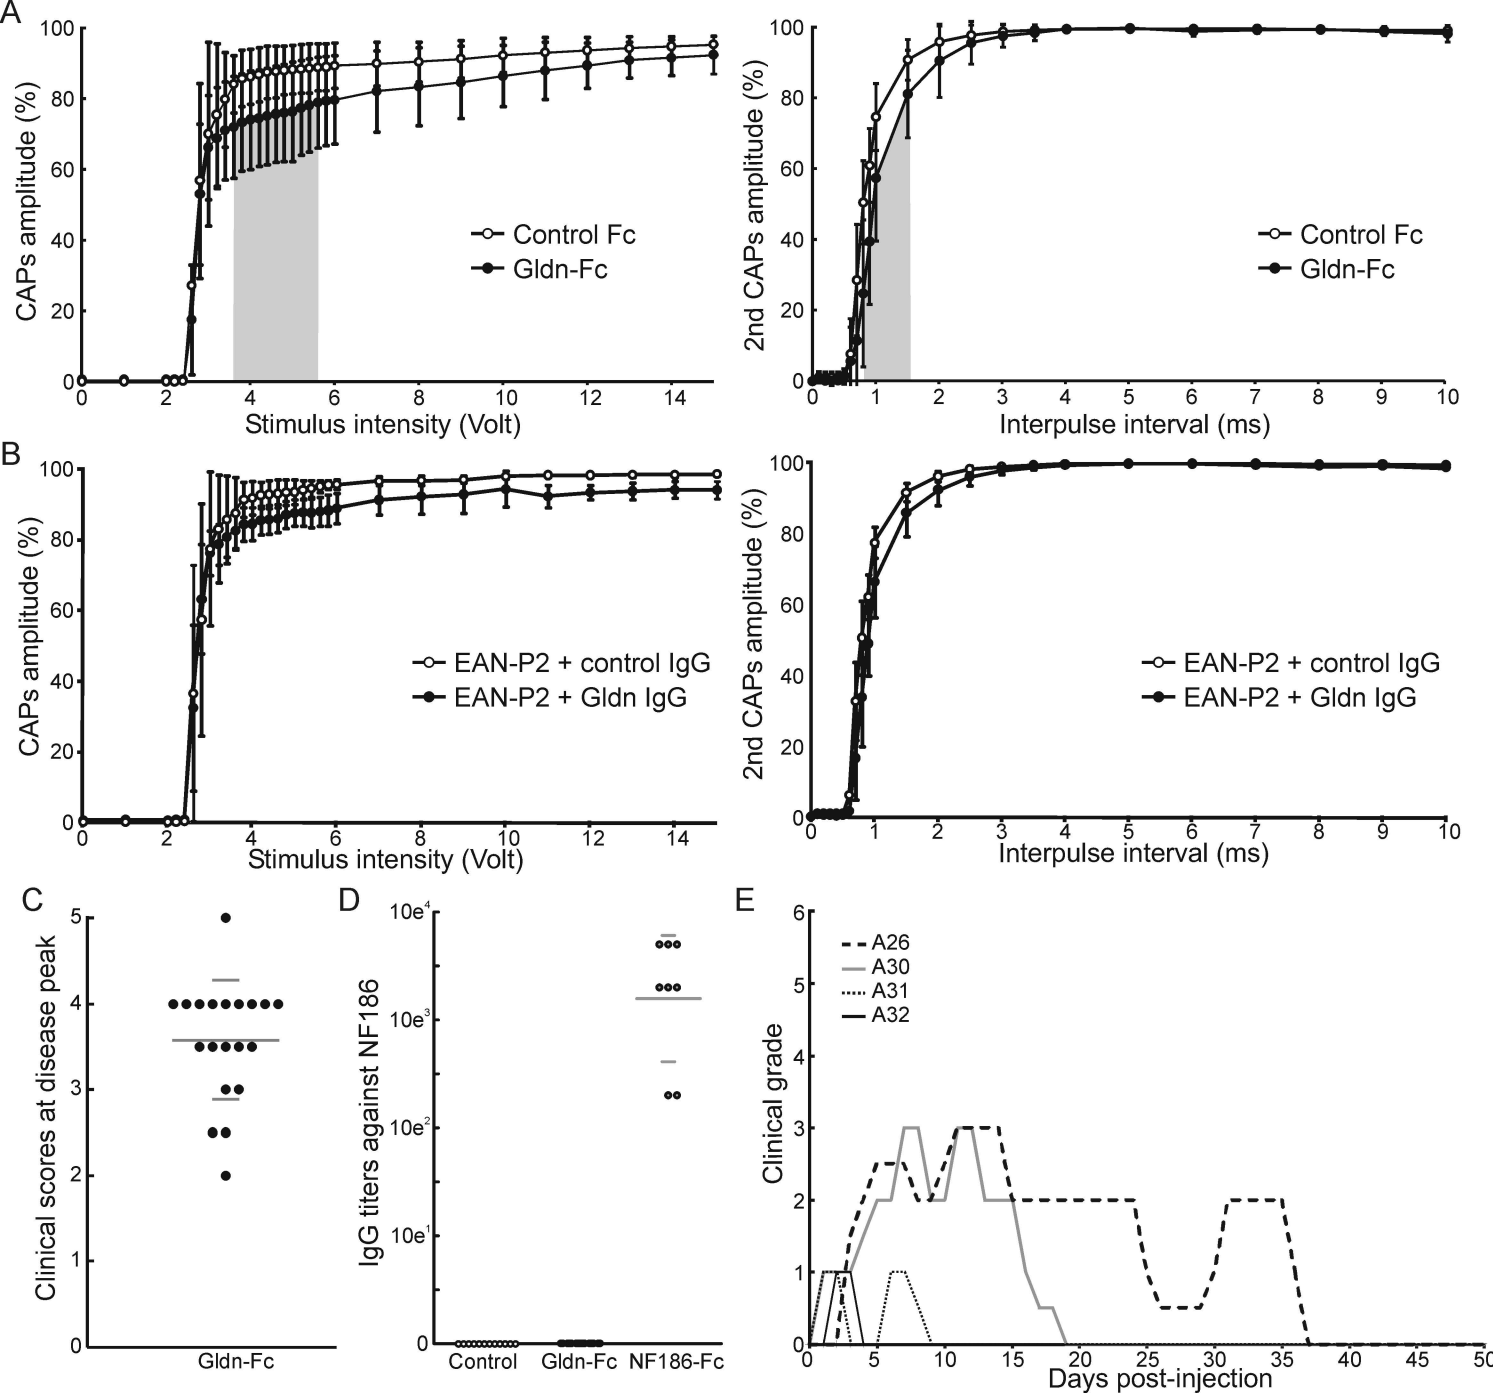 A
CAPs amplitude (%)
100
80
60
40
20
0
0 2 4 6 8 10 12 14
Stimulus intensity (Volt)
Control Fc
Gldn-Fc
2nd CAPs amplitude (%)
100
80
60
40
20
0
0 1 2 3 4 5 6 7 8 9 10
Interpulse interval (ms)
Control Fc
Gldn-Fc
B
CAPs amplitude (%)
100
80
60
40
20
0
0 2 4 6 8 10 12 14
Stimulus intensity (Volt)
EAN-P2 + control IgG
EAN-P2 + Gldn IgG
2nd CAPs amplitude (%)
100
80
60
40
20
0
0 1 2 3 4 5 6 7 8 9 10
Interpulse interval (ms)
EAN-P2 + control IgG
EAN-P2 + Gldn IgG
C
Clinical scores at disease peak
5
4
3
2
1
0
Gldn-Fc
D
IgG titers against NF186
10e4
10e3
10e2
10e1
0
Control Gldn-Fc NF186-Fc
E
Clinical grade
6
5
4
3
2
1
0
A26
A30
A31
A32
0 5 10 15 20 25 30 35 40 45 50
Days post-injection